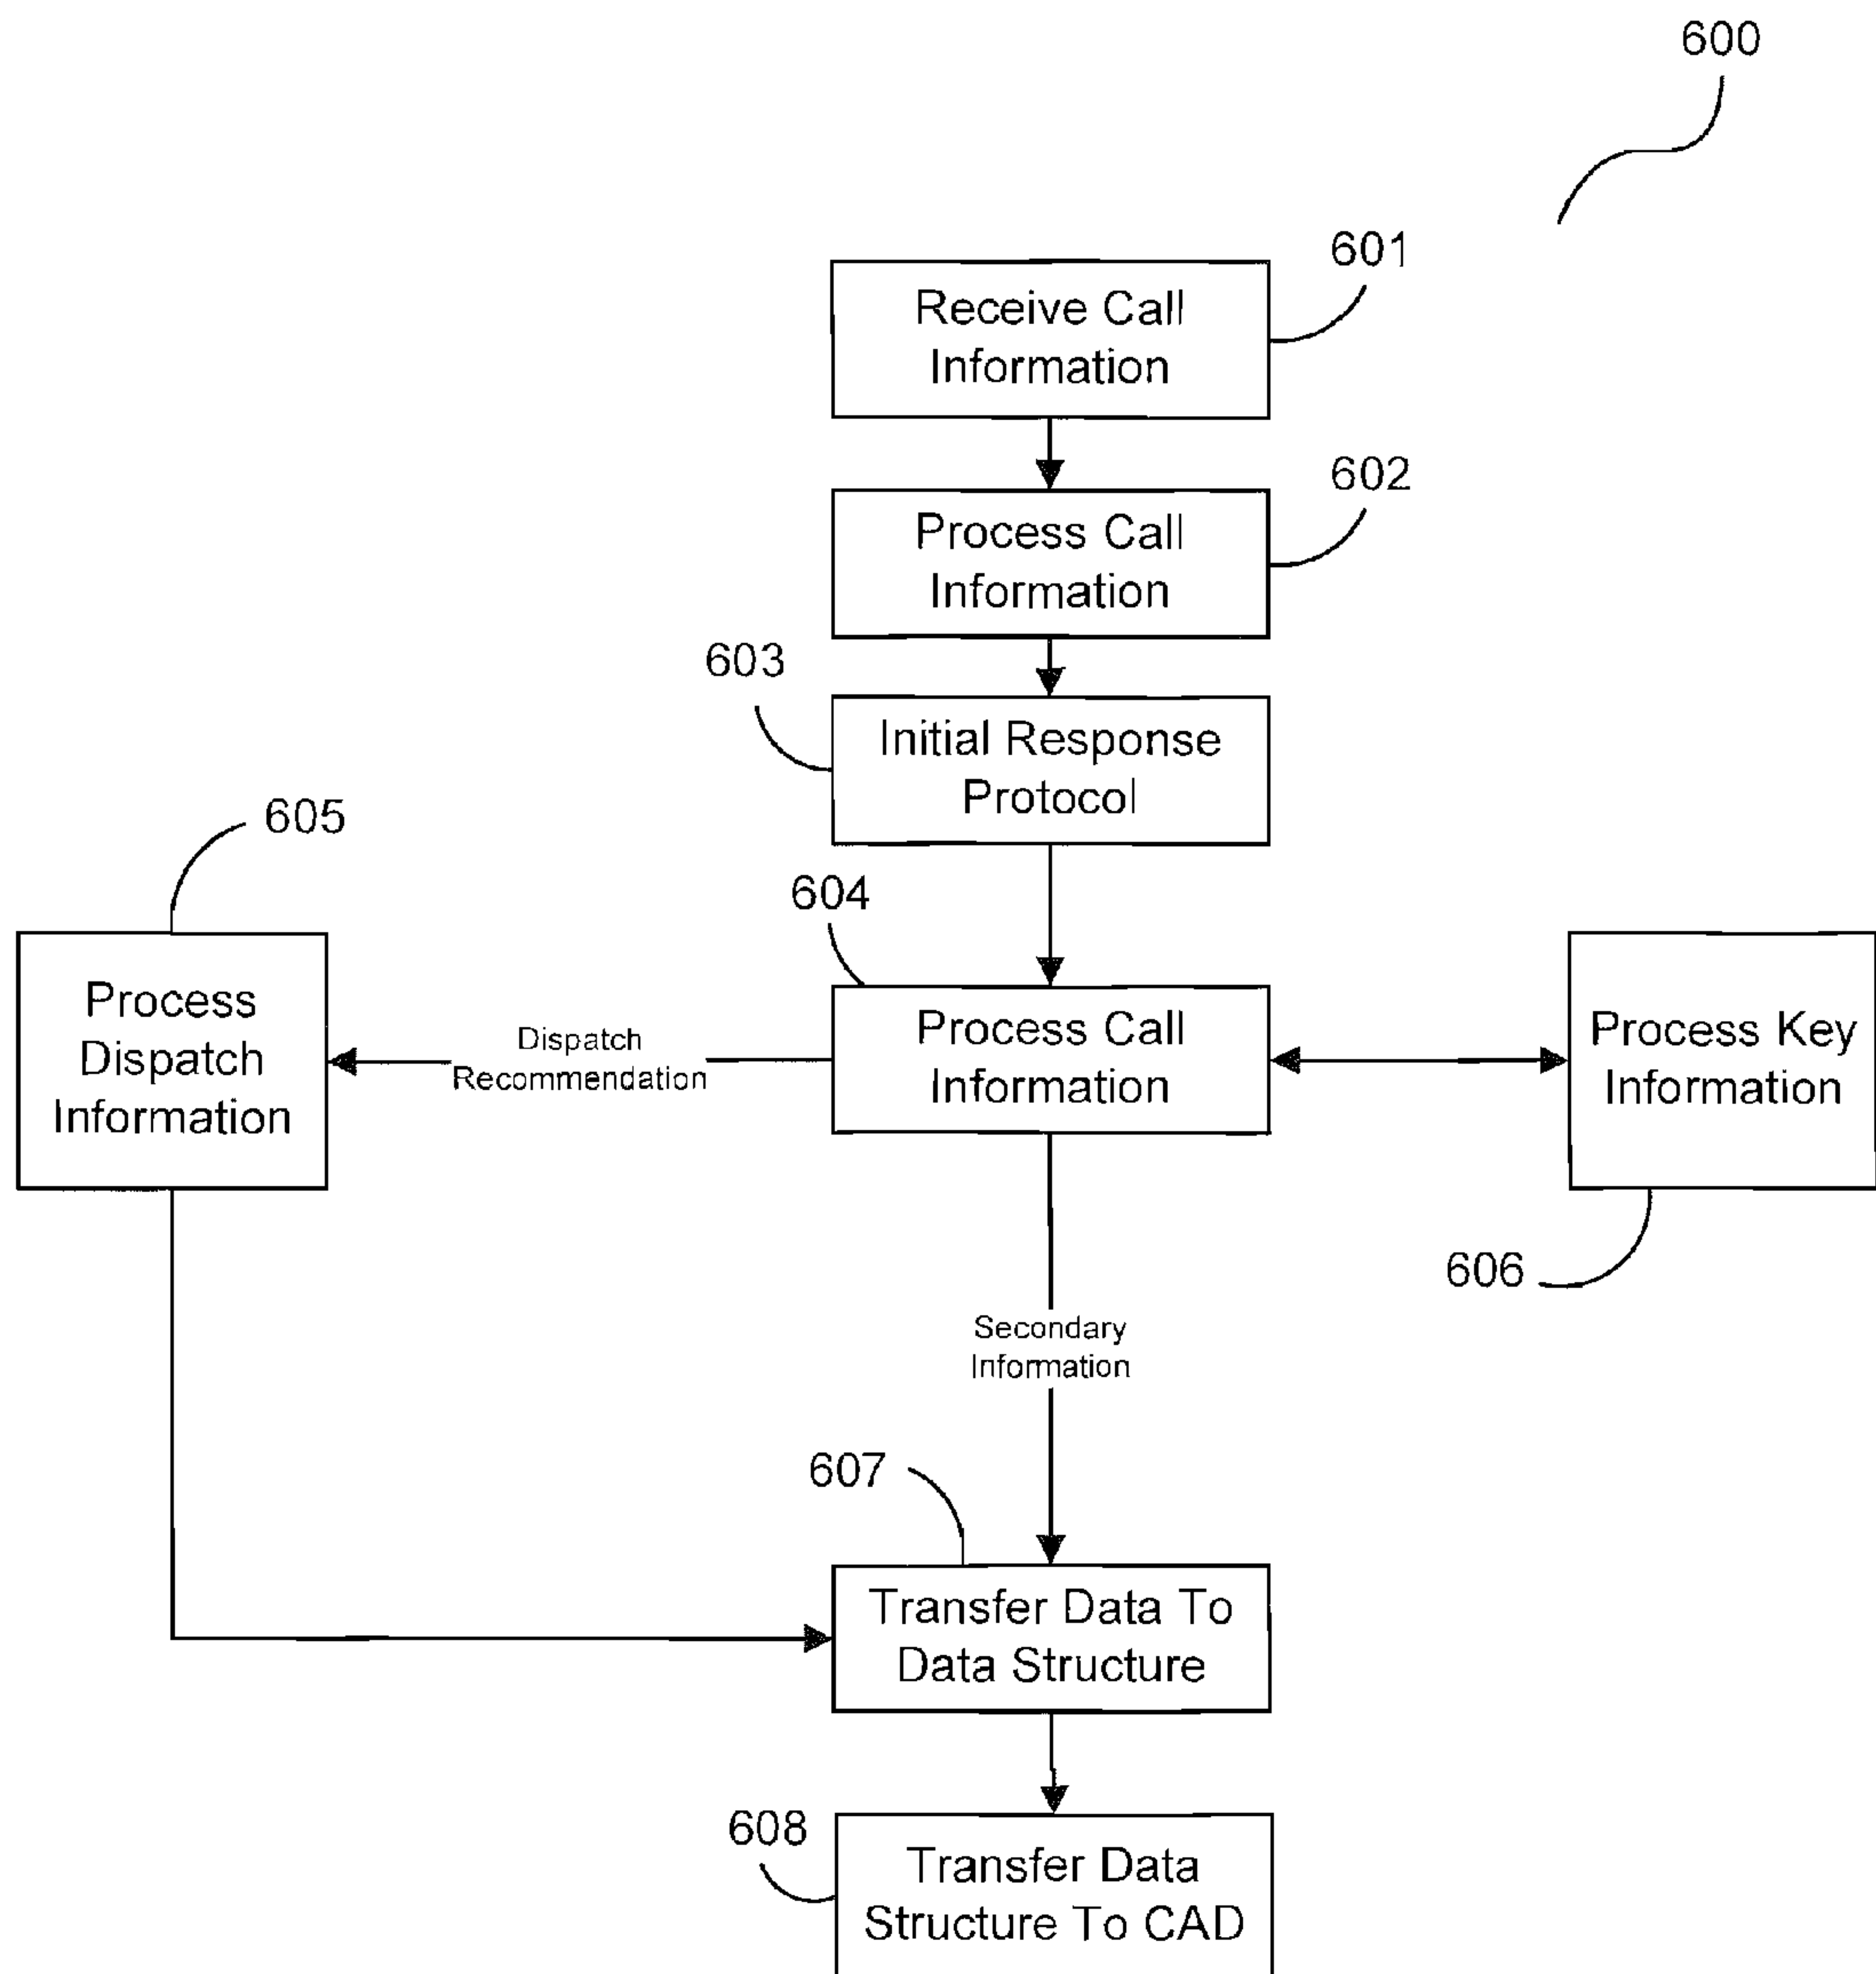 600
601
Receive Call
Information
602
Process Call
Information
603
Initial Response
Protocol
605
604
Process
Dispatch
Information
Dispatch
Recommendation
Process Call
Information
Process Key
Information
606
Secondary
Information
607
Transfer Data To
Data Structure
608
Transfer Data
Structure To CAD